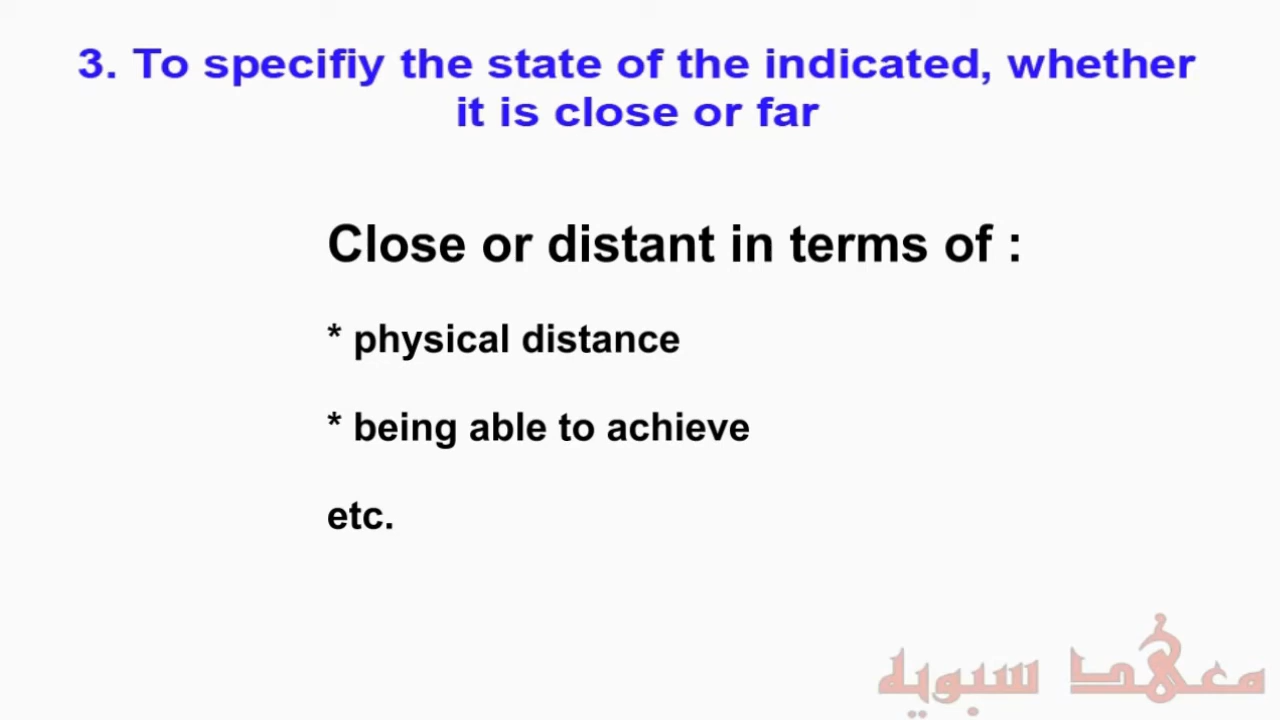 3. To specifiy the state of the indicated, whether
it is close or far
Close or distant in terms of :
* physical distance
* being able to achieve
etc.
معهد سبويه